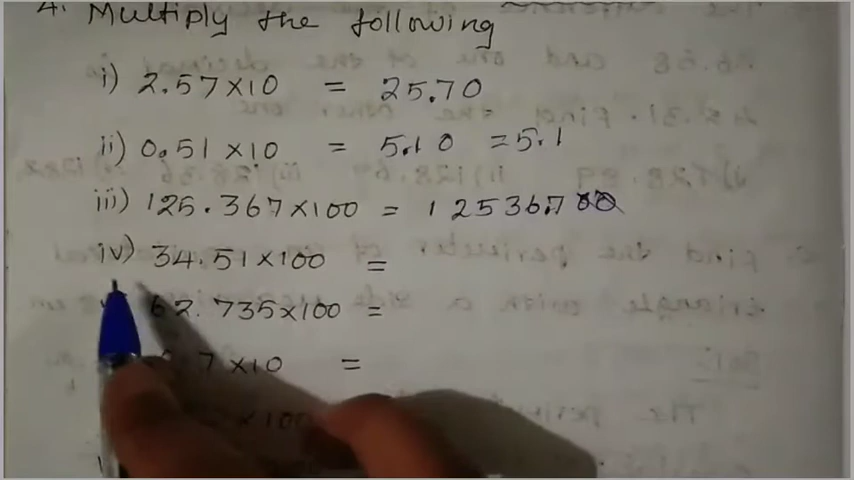 4. Multiply the following
i) 2.57×10 = 25.70
ii) 0.51 ×10 = 5.10 =5.1
iii) 125.367×100 = 12536.700
iv) 34.51×100 =
62.735×100 =
7×10 =
×100